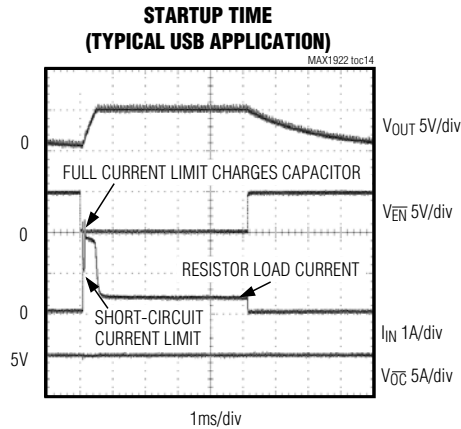 STARTUP TIME
(TYPICAL USB APPLICATION)
MAX1922 toc14
0
VOUT 5V/div
FULL CURRENT LIMIT CHARGES CAPACITOR
0
VEN 5V/div
RESISTOR LOAD CURRENT
0
SHORT-CIRCUIT
CURRENT LIMIT
IIN 1A/div
5V
VOC 5A/div
1ms/div